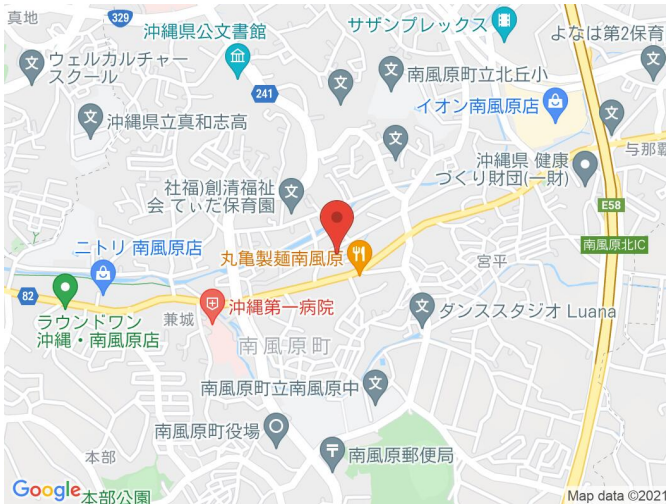 真地
329
沖縄県公文書館
サザンプレックス
よなは第2保育
ウェルカルチャー
スクール
南風原町立北丘小
241
イオン南風原店
沖縄県立真和志高
与那覇
沖縄県 健康
づくり財団(一財)
社福)創清福祉
会 てぃだ保育園
E58
南風原北IC
ニトリ 南風原店
丸亀製麺南風原
宮平
82
沖縄第一病院
ダンススタジオ Luana
ラウンドワン
沖縄・南風原店
兼城
南風原町
南風原町立南風原中
南風原町役場
南風原郵便局
本部
Google
本部公園
Map data ©2021